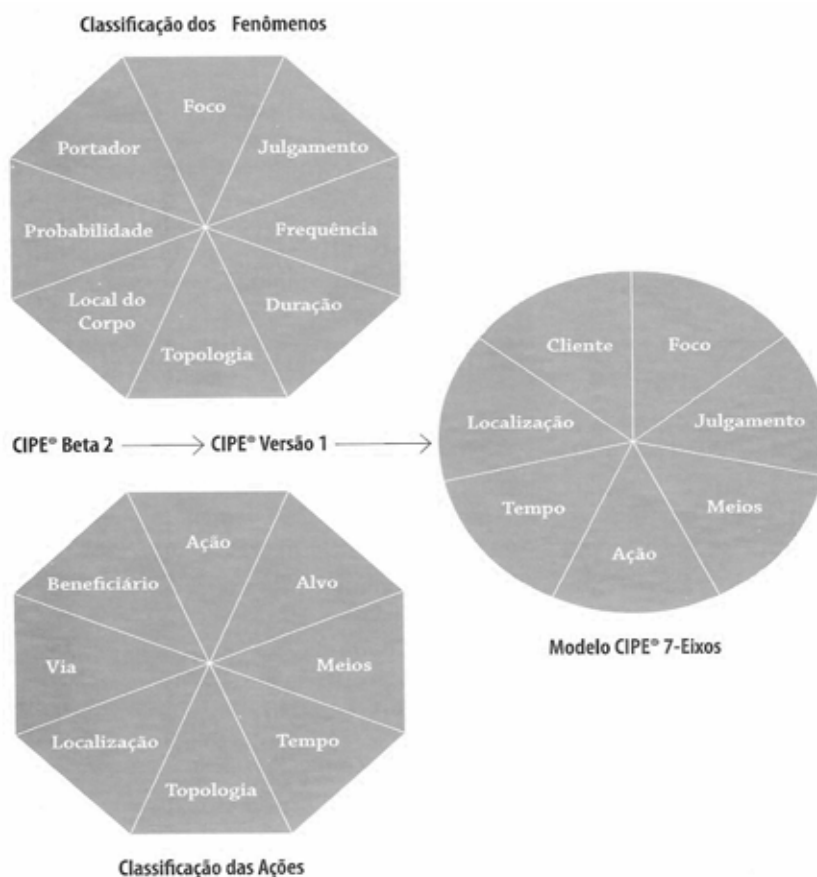 Classificação dos Fenômenos
Foco
Portador
Julgamento
Probabilidade
Frequência
Local do
Corpo
Duração
Topologia
CIPE® Beta 2
CIPE® Versão 1
Ação
Beneficiário
Alvo
Via
Meios
Localização
Tempo
Topologia
Classificação das Ações
Cliente
Foco
Localização
Julgamento
Tempo
Meios
Ação
Modelo CIPE® 7-Eixos